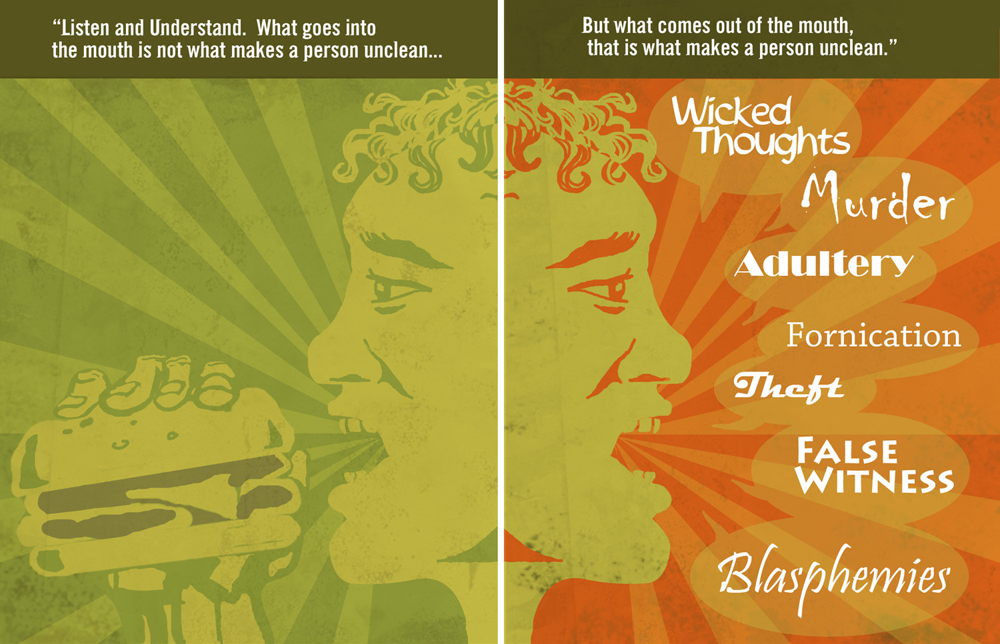 “Listen and Understand.  What goes into
the mouth is not what makes a person unclean...
But what comes out of the mouth,
that is what makes a person unclean.”
Wicked
Thoughts
Murder
Adultery
Fornication
Theft
False
Witness
Blasphemies